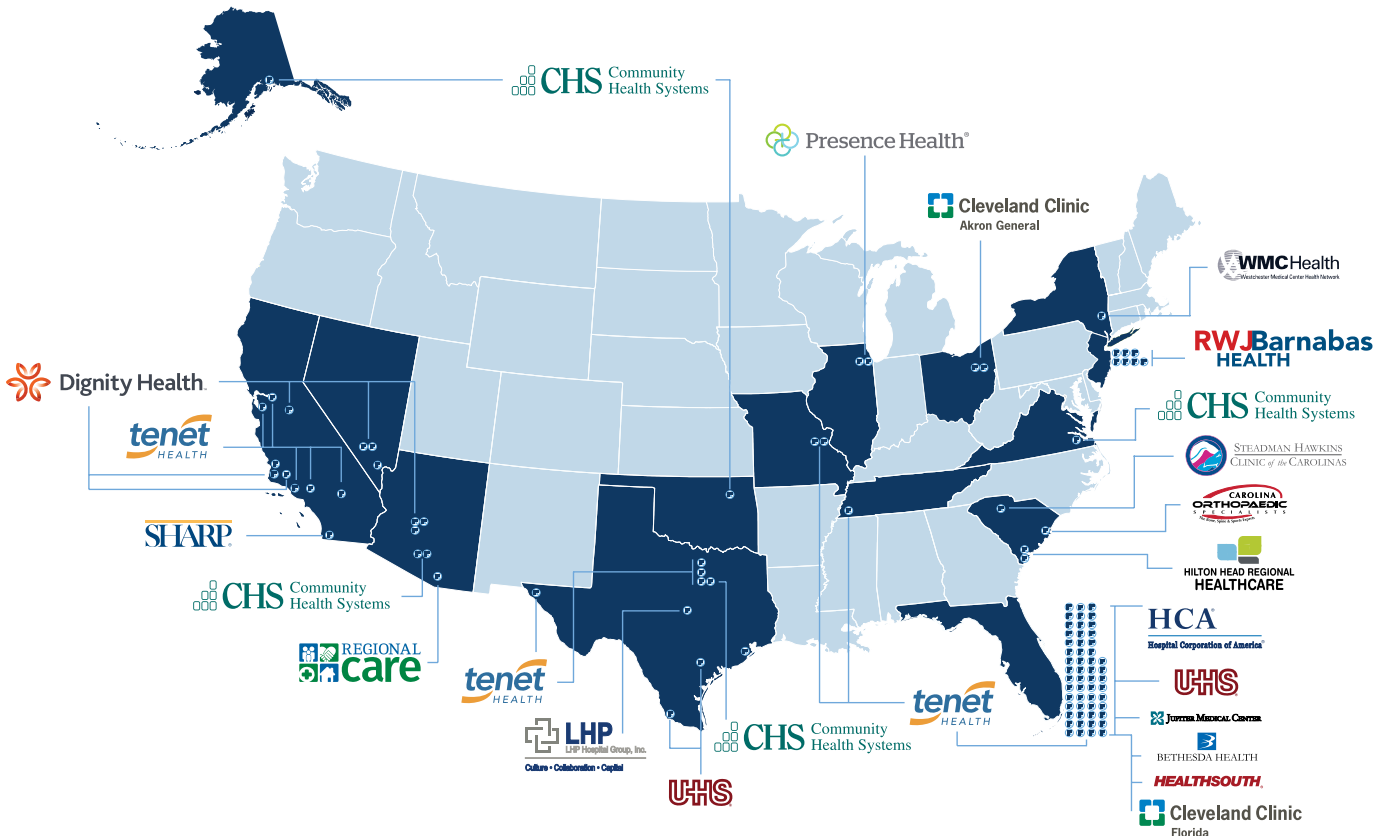 CHS Community
Health Systems
Presence Health®
Cleveland Clinic
Akron General
WMCHealth
Westchester Medical Center Health Network
RWJBarnabas
HEALTH
Dignity Health
CHS Community
Health Systems
tenet
HEALTH
STEADMAN HAWKINS
CLINIC of the CAROLINAS
CAROLINA
ORTHOPAEDIC
SPECIALISTS
SHARP®
HILTON HEAD REGIONAL
HEALTHCARE
CHS Community
Health Systems
HCA®
Hospital Corporation of America®
REGIONAL
care
tenet
HEALTH
UHS
tenet
HEALTH
JUPITER MEDICAL CENTER
LHP
LHP Hospital Group, Inc.
Culture • Collaboration • Capital
CHS Community
Health Systems
BETHESDA HEALTH
UHS
HEALTHSOUTH®
Cleveland Clinic
Florida